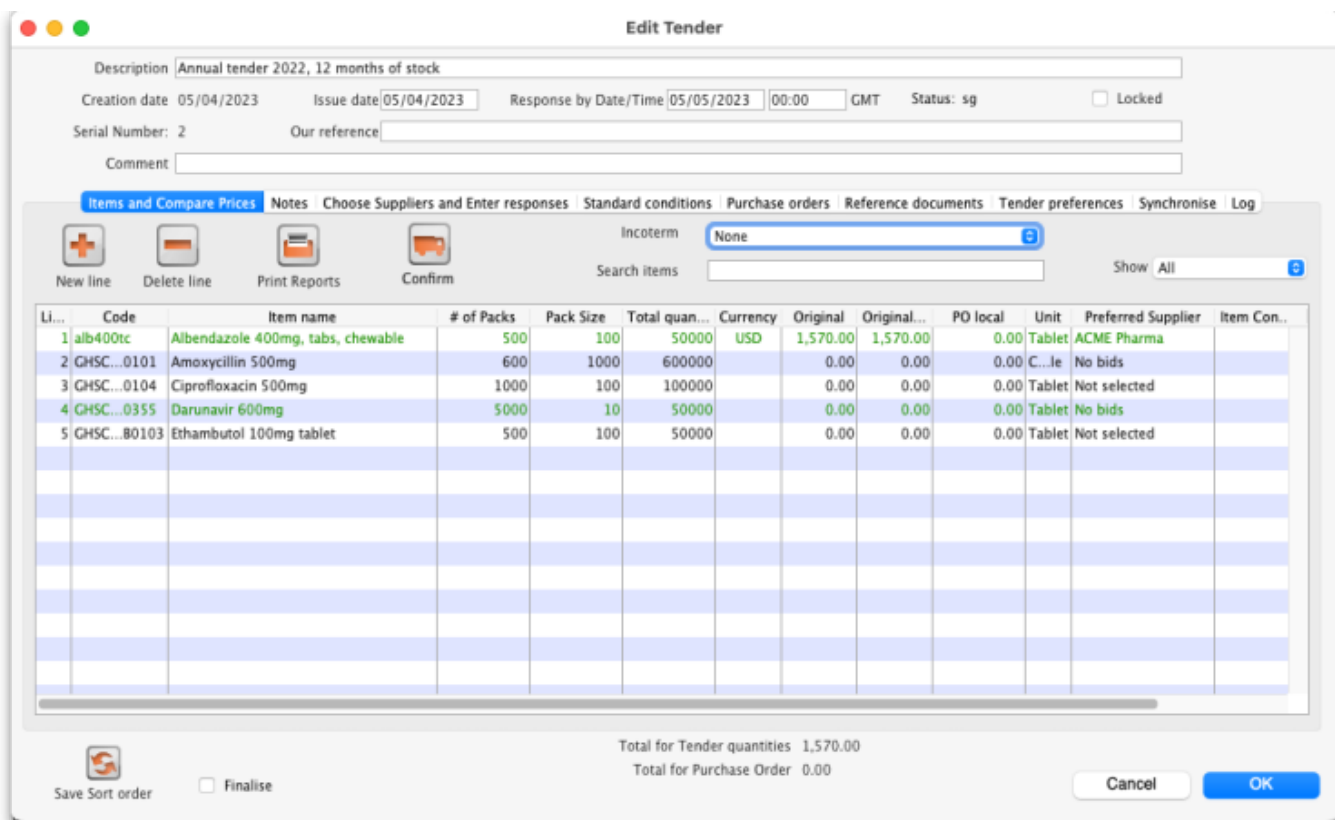 Edit Tender
Description Annual tender 2022, 12 months of stock
Creation date 05/04/2023 Issue date 05/04/2023 Response by Date/Time 05/05/2023 00:00 GMT Status: sg Locked
Serial Number: 2 Our reference
Comment
Items and Compare Prices Notes Choose Suppliers and Enter responses Standard conditions Purchase orders Reference documents Tender preferences Synchronise Log
Incoterm None
New line Delete line Print Reports Confirm Search items Show All
Li... Code Item name # of Packs Pack Size Total quan... Currency Original Original... PO local Unit Preferred Supplier Item Con..
1 alb400tc Albendazole 400mg, tabs, chewable 500 100 50000 USD 1,570.00 1,570.00 0.00 Tablet ACME Pharma
2 GHSC...0101 Amoxycillin 500mg 600 1000 600000 0.00 0.00 0.00 C...le No bids
3 GHSC...0104 Ciprofloxacin 500mg 1000 100 100000 0.00 0.00 0.00 Tablet Not selected
4 GHSC...0355 Darunavir 600mg 5000 10 50000 0.00 0.00 0.00 Tablet No bids
5 GHSC...80103 Ethambutol 100mg tablet 500 100 50000 0.00 0.00 0.00 Tablet Not selected
Total for Tender quantities 1,570.00
Total for Purchase Order 0.00
Save Sort order Finalise Cancel OK